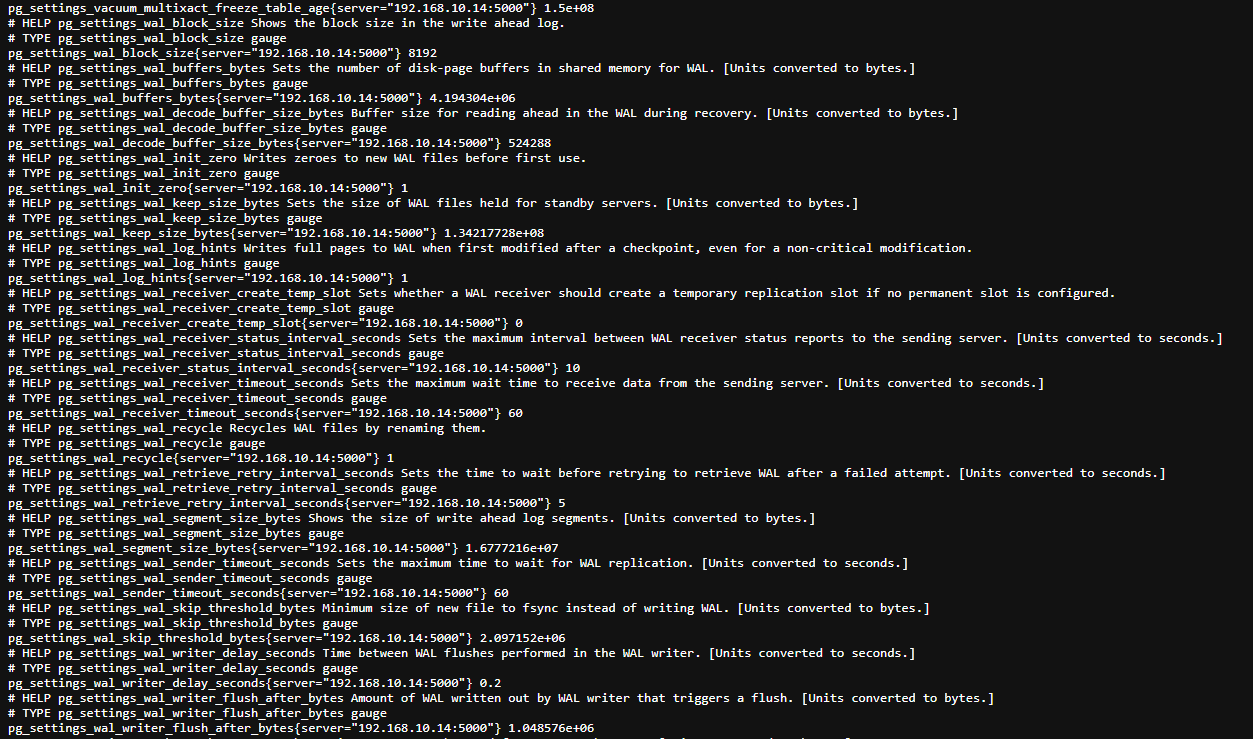 pg_settings_vacuum_multixact_freeze_table_age{server="192.168.10.14:5000"} 1.5e+08
# HELP pg_settings_wal_block_size Shows the block size in the write ahead log.
# TYPE pg_settings_wal_block_size gauge
pg_settings_wal_block_size{server="192.168.10.14:5000"} 8192
# HELP pg_settings_wal_buffers_bytes Sets the number of disk-page buffers in shared memory for WAL. [Units converted to bytes.]
# TYPE pg_settings_wal_buffers_bytes gauge
pg_settings_wal_buffers_bytes{server="192.168.10.14:5000"} 4.194304e+06
# HELP pg_settings_wal_decode_buffer_size_bytes Buffer size for reading ahead in the WAL during recovery. [Units converted to bytes.]
# TYPE pg_settings_wal_decode_buffer_size_bytes gauge
pg_settings_wal_decode_buffer_size_bytes{server="192.168.10.14:5000"} 524288
# HELP pg_settings_wal_init_zero Writes zeroes to new WAL files before first use.
# TYPE pg_settings_wal_init_zero gauge
pg_settings_wal_init_zero{server="192.168.10.14:5000"} 1
# HELP pg_settings_wal_keep_size_bytes Sets the size of WAL files held for standby servers. [Units converted to bytes.]
# TYPE pg_settings_wal_keep_size_bytes gauge
pg_settings_wal_keep_size_bytes{server="192.168.10.14:5000"} 1.34217728e+08
# HELP pg_settings_wal_log_hints Writes full pages to WAL when first modified after a checkpoint, even for a non-critical modification.
# TYPE pg_settings_wal_log_hints gauge
pg_settings_wal_log_hints{server="192.168.10.14:5000"} 1
# HELP pg_settings_wal_receiver_create_temp_slot Sets whether a WAL receiver should create a temporary replication slot if no permanent slot is configured.
# TYPE pg_settings_wal_receiver_create_temp_slot gauge
pg_settings_wal_receiver_create_temp_slot{server="192.168.10.14:5000"} 0
# HELP pg_settings_wal_receiver_status_interval_seconds Sets the maximum interval between WAL receiver status reports to the sending server. [Units converted to seconds.]
# TYPE pg_settings_wal_receiver_status_interval_seconds gauge
pg_settings_wal_receiver_status_interval_seconds{server="192.168.10.14:5000"} 10
# HELP pg_settings_wal_receiver_timeout_seconds Sets the maximum wait time to receive data from the sending server. [Units converted to seconds.]
# TYPE pg_settings_wal_receiver_timeout_seconds gauge
pg_settings_wal_receiver_timeout_seconds{server="192.168.10.14:5000"} 60
# HELP pg_settings_wal_recycle Recycles WAL files by renaming them.
# TYPE pg_settings_wal_recycle gauge
pg_settings_wal_recycle{server="192.168.10.14:5000"} 1
# HELP pg_settings_wal_retrieve_retry_interval_seconds Sets the time to wait before retrying to retrieve WAL after a failed attempt. [Units converted to seconds.]
# TYPE pg_settings_wal_retrieve_retry_interval_seconds gauge
pg_settings_wal_retrieve_retry_interval_seconds{server="192.168.10.14:5000"} 5
# HELP pg_settings_wal_segment_size_bytes Shows the size of write ahead log segments. [Units converted to bytes.]
# TYPE pg_settings_wal_segment_size_bytes gauge
pg_settings_wal_segment_size_bytes{server="192.168.10.14:5000"} 1.6777216e+07
# HELP pg_settings_wal_sender_timeout_seconds Sets the maximum time to wait for WAL replication. [Units converted to seconds.]
# TYPE pg_settings_wal_sender_timeout_seconds gauge
pg_settings_wal_sender_timeout_seconds{server="192.168.10.14:5000"} 60
# HELP pg_settings_wal_skip_threshold_bytes Minimum size of new file to fsync instead of writing WAL. [Units converted to bytes.]
# TYPE pg_settings_wal_skip_threshold_bytes gauge
pg_settings_wal_skip_threshold_bytes{server="192.168.10.14:5000"} 2.097152e+06
# HELP pg_settings_wal_writer_delay_seconds Time between WAL flushes performed in the WAL writer. [Units converted to seconds.]
# TYPE pg_settings_wal_writer_delay_seconds gauge
pg_settings_wal_writer_delay_seconds{server="192.168.10.14:5000"} 0.2
# HELP pg_settings_wal_writer_flush_after_bytes Amount of WAL written out by WAL writer that triggers a flush. [Units converted to bytes.]
# TYPE pg_settings_wal_writer_flush_after_bytes gauge
pg_settings_wal_writer_flush_after_bytes{server="192.168.10.14:5000"} 1.048576e+06